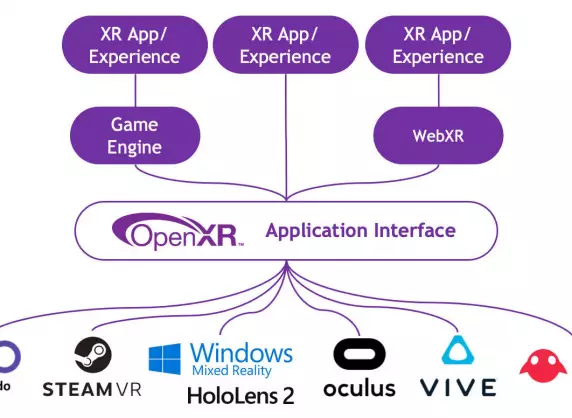 XR App/ XR App/ XR App/
Experience Experience Experience
Game
Engine
WebXR
OpenXR™ Application Interface
do
STEAMVR
Windows
Mixed Reality
HoloLens 2
oculus
VIVE